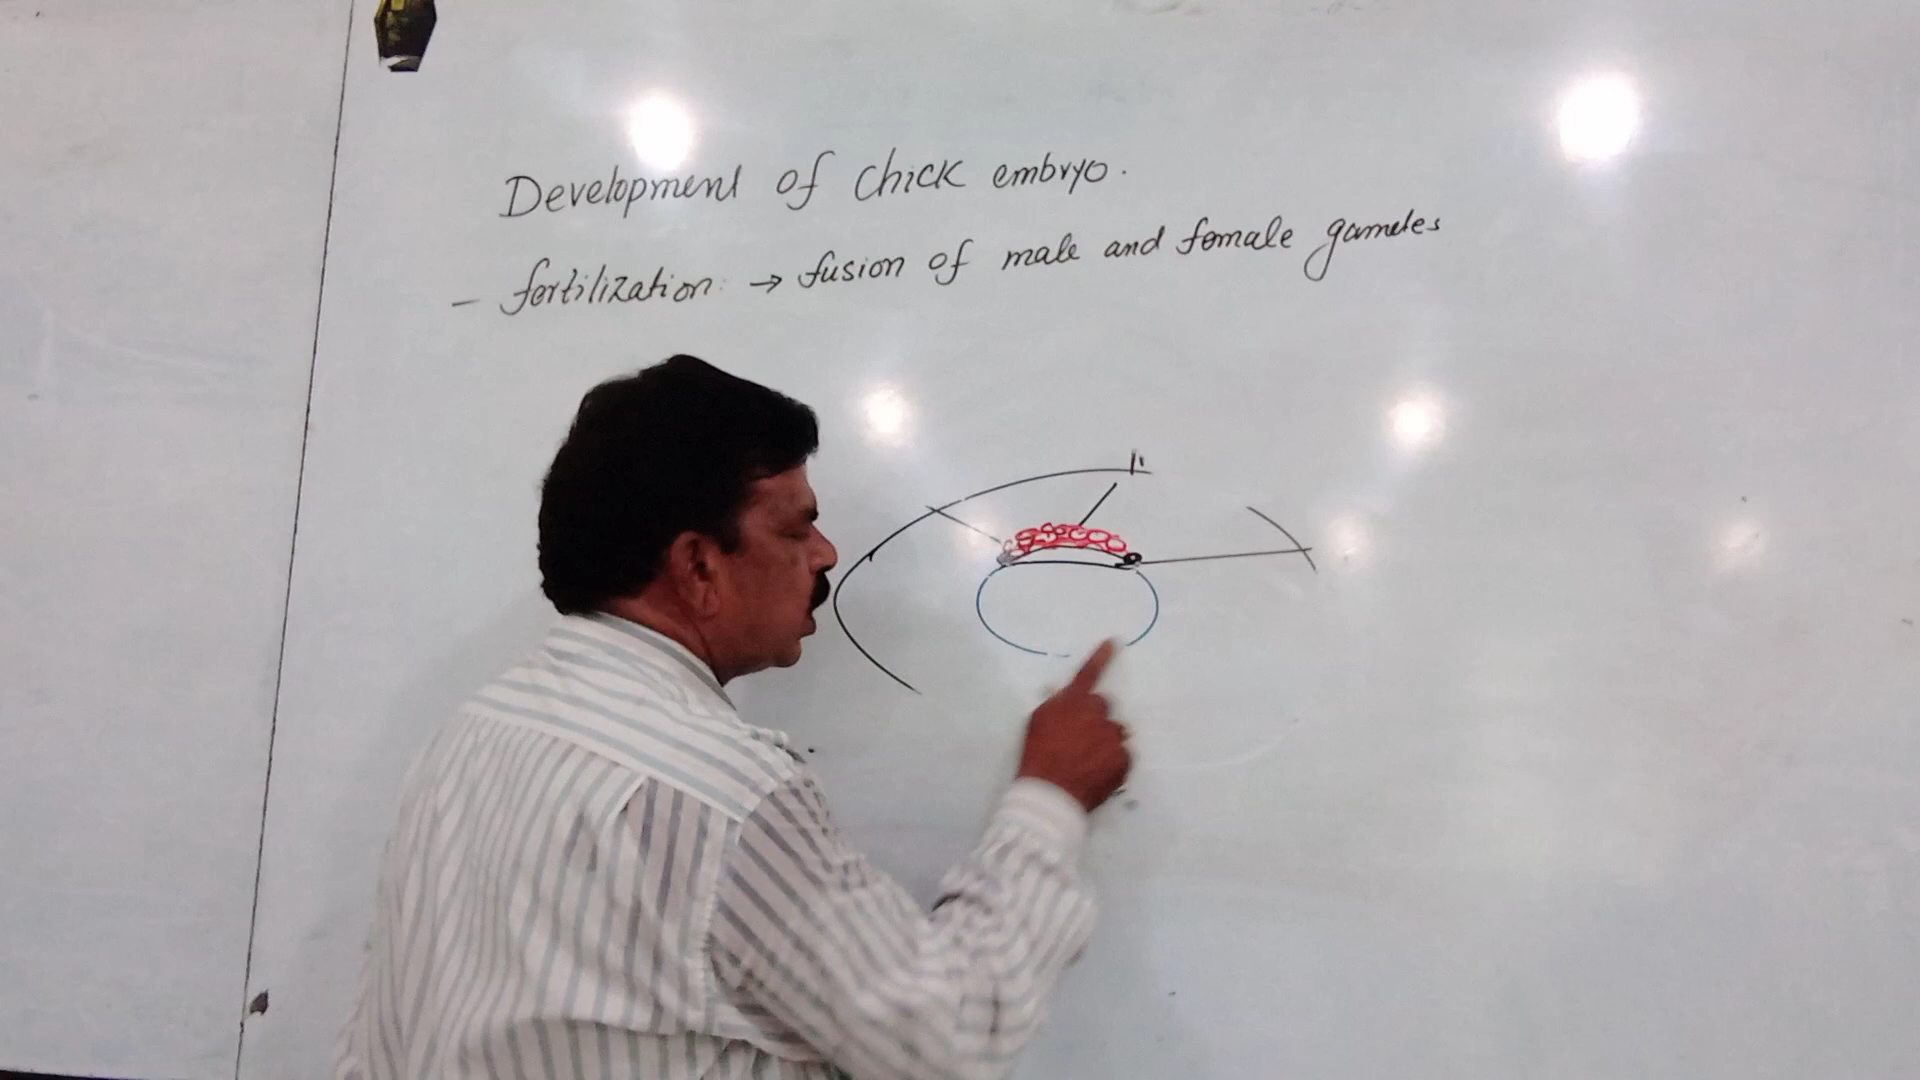 Development of chick embryo.
- fertilization: → fusion of male and female gametes